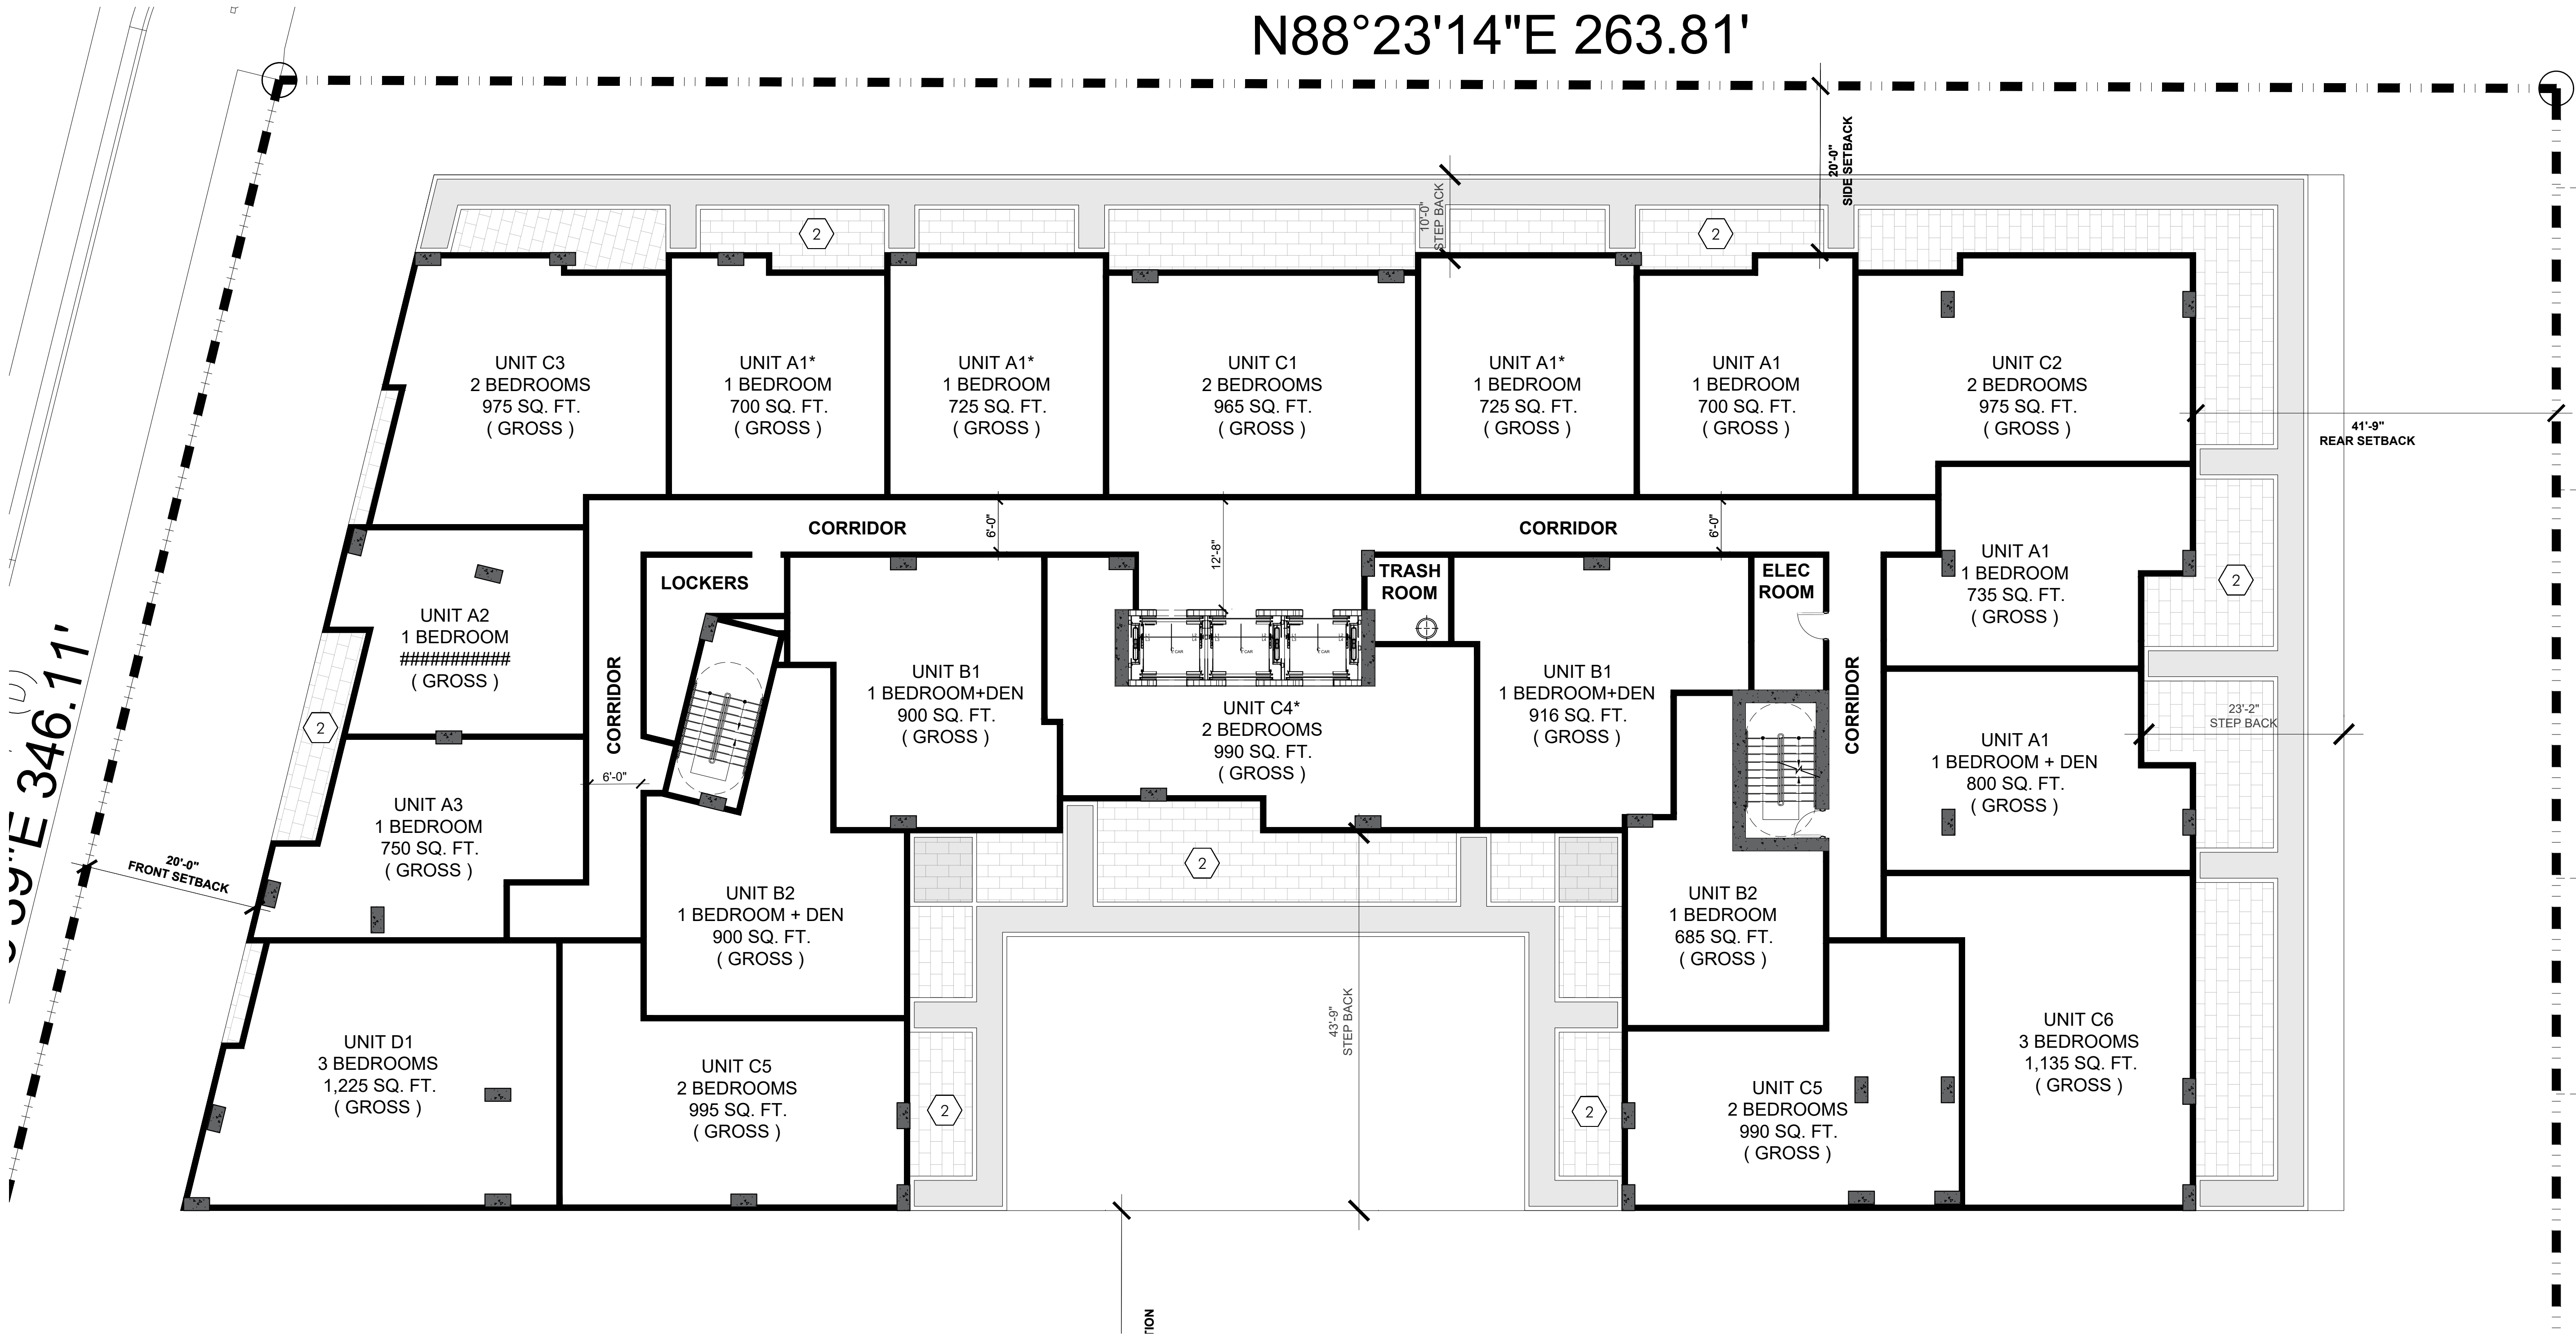 N88°23'14"E 263.81'
20'-0"
SIDE SETBACK
10'-0"
STEP BACK
2
2
UNIT C3
2 BEDROOMS
975 SQ. FT.
( GROSS )
UNIT A1*
1 BEDROOM
700 SQ. FT.
( GROSS )
UNIT A1*
1 BEDROOM
725 SQ. FT.
( GROSS )
UNIT C1
2 BEDROOMS
965 SQ. FT.
( GROSS )
UNIT A1*
1 BEDROOM
725 SQ. FT.
( GROSS )
UNIT A1
1 BEDROOM
700 SQ. FT.
( GROSS )
UNIT C2
2 BEDROOMS
975 SQ. FT.
( GROSS )
41'-9"
REAR SETBACK
CORRIDOR
6'-0"
12'-8"
CORRIDOR
6'-0"
LOCKERS
TRASH
ROOM
ELEC
ROOM
UNIT A1
1 BEDROOM
735 SQ. FT.
( GROSS )
2
UNIT A2
1 BEDROOM
############
( GROSS )
CORRIDOR
6'-0"
CAR
CAR
CAR
UNIT B1
1 BEDROOM+DEN
900 SQ. FT.
( GROSS )
UNIT C4*
2 BEDROOMS
990 SQ. FT.
( GROSS )
UNIT B1
1 BEDROOM+DEN
916 SQ. FT.
( GROSS )
CORRIDOR
UNIT A1
1 BEDROOM + DEN
800 SQ. FT.
( GROSS )
23'-2"
STEP BACK
2
UNIT A3
1 BEDROOM
750 SQ. FT.
( GROSS )
E 346.11'
20'-0"
FRONT SETBACK
2
UNIT B2
1 BEDROOM + DEN
900 SQ. FT.
( GROSS )
UNIT B2
1 BEDROOM
685 SQ. FT.
( GROSS )
43'-9"
STEP BACK
UNIT D1
3 BEDROOMS
1,225 SQ. FT.
( GROSS )
UNIT C5
2 BEDROOMS
995 SQ. FT.
( GROSS )
2
2
UNIT C5
2 BEDROOMS
990 SQ. FT.
( GROSS )
UNIT C6
3 BEDROOMS
1,135 SQ. FT.
( GROSS )